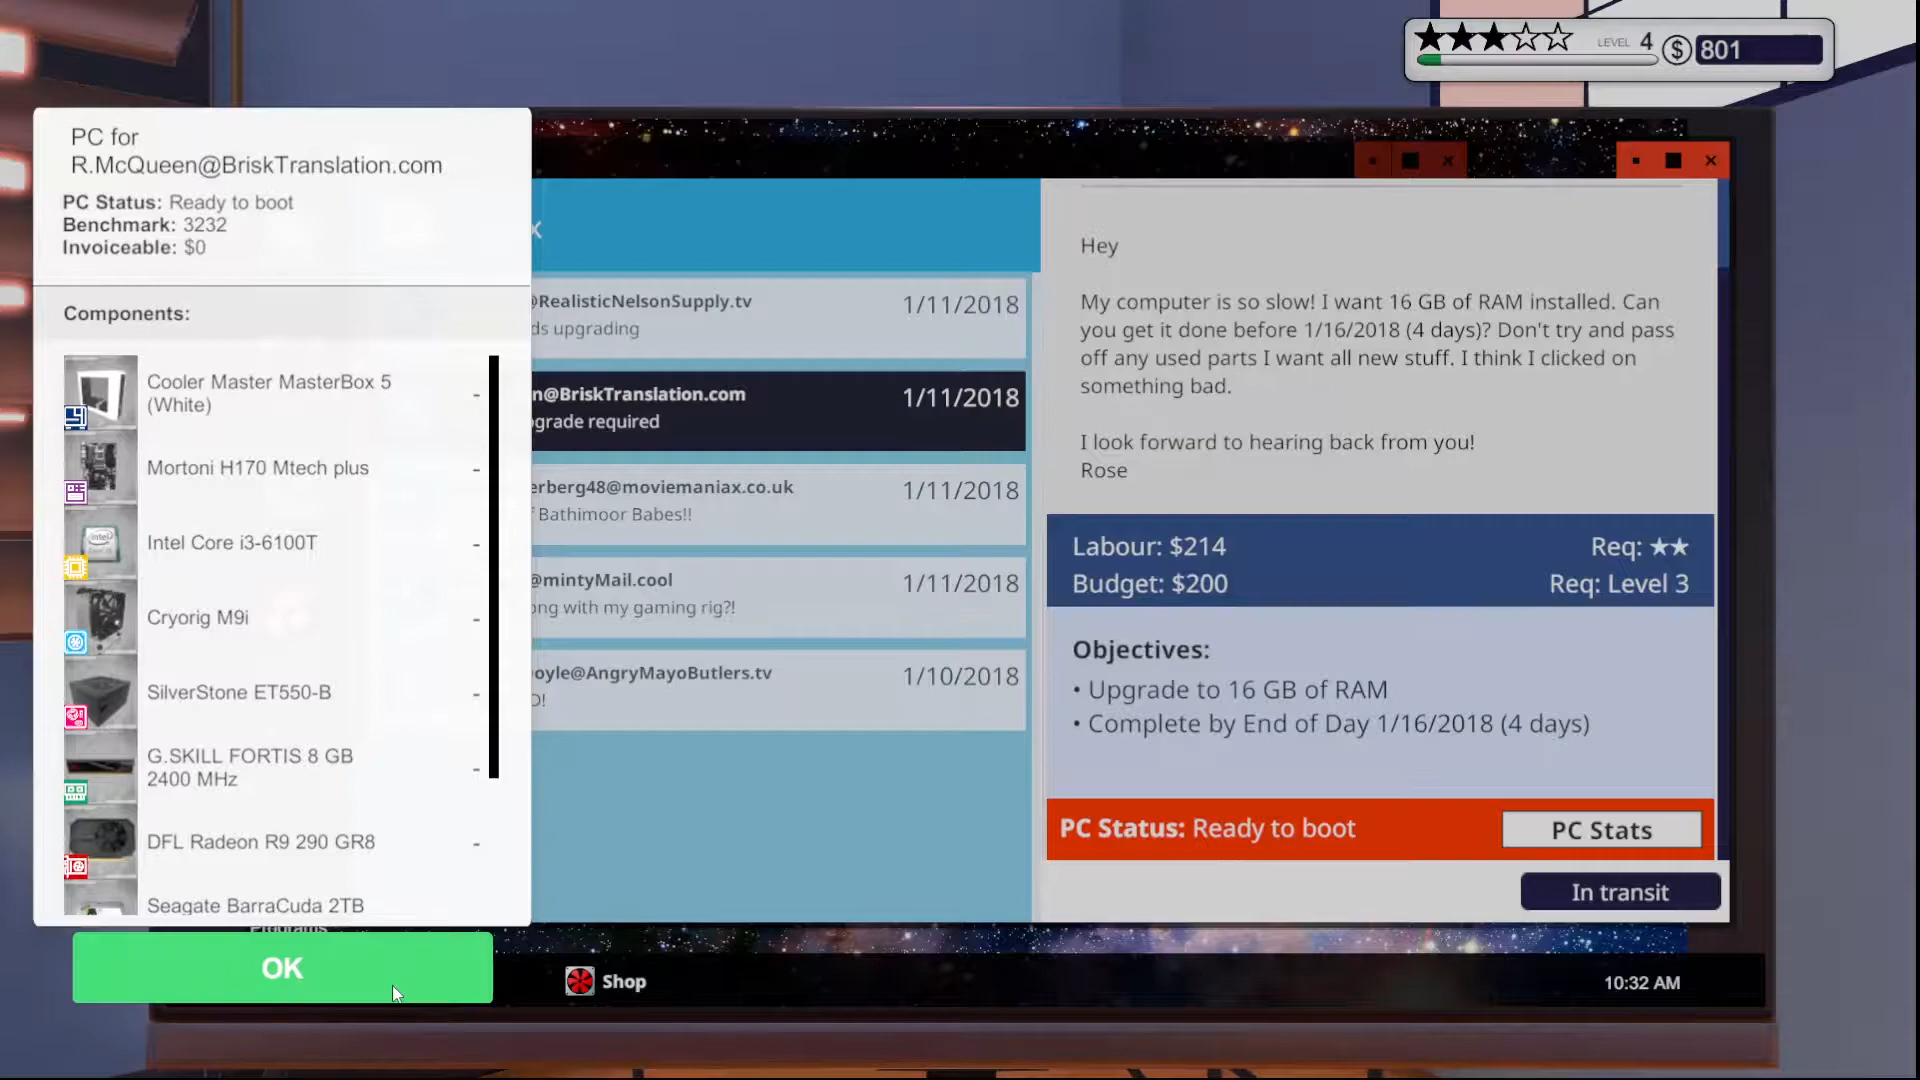 LEVEL 4 $ 801
PC for
R.McQueen@BriskTranslation.com
PC Status: Ready to boot
Benchmark: 3232
Invoiceable: $0
Components:
Cooler Master MasterBox 5
(White)
-
Mortoni H170 Mtech plus -
Intel Core i3-6100T -
Cryorig M9i -
SilverStone ET550-B -
G.SKILL FORTIS 8 GB
2400 MHz
-
DFL Radeon R9 290 GR8 -
Seagate BarraCuda 2TB
OK
x
@RealisticNelsonSupply.tv 1/11/2018
ds upgrading
n@BriskTranslation.com 1/11/2018
grade required
erberg48@moviemaniax.co.uk 1/11/2018
f Bathimoor Babes!!
@mintyMail.cool 1/11/2018
ong with my gaming rig?!
oyle@AngryMayoButlers.tv 1/10/2018
D!
Hey
My computer is so slow! I want 16 GB of RAM installed. Can
you get it done before 1/16/2018 (4 days)? Don't try and pass
off any used parts I want all new stuff. I think I clicked on
something bad.
I look forward to hearing back from you!
Rose
Labour: $214 Req: ★★
Budget: $200 Req: Level 3
Objectives:
• Upgrade to 16 GB of RAM
• Complete by End of Day 1/16/2018 (4 days)
PC Status: Ready to boot PC Stats
In transit
Programs
Shop
10:32 AM